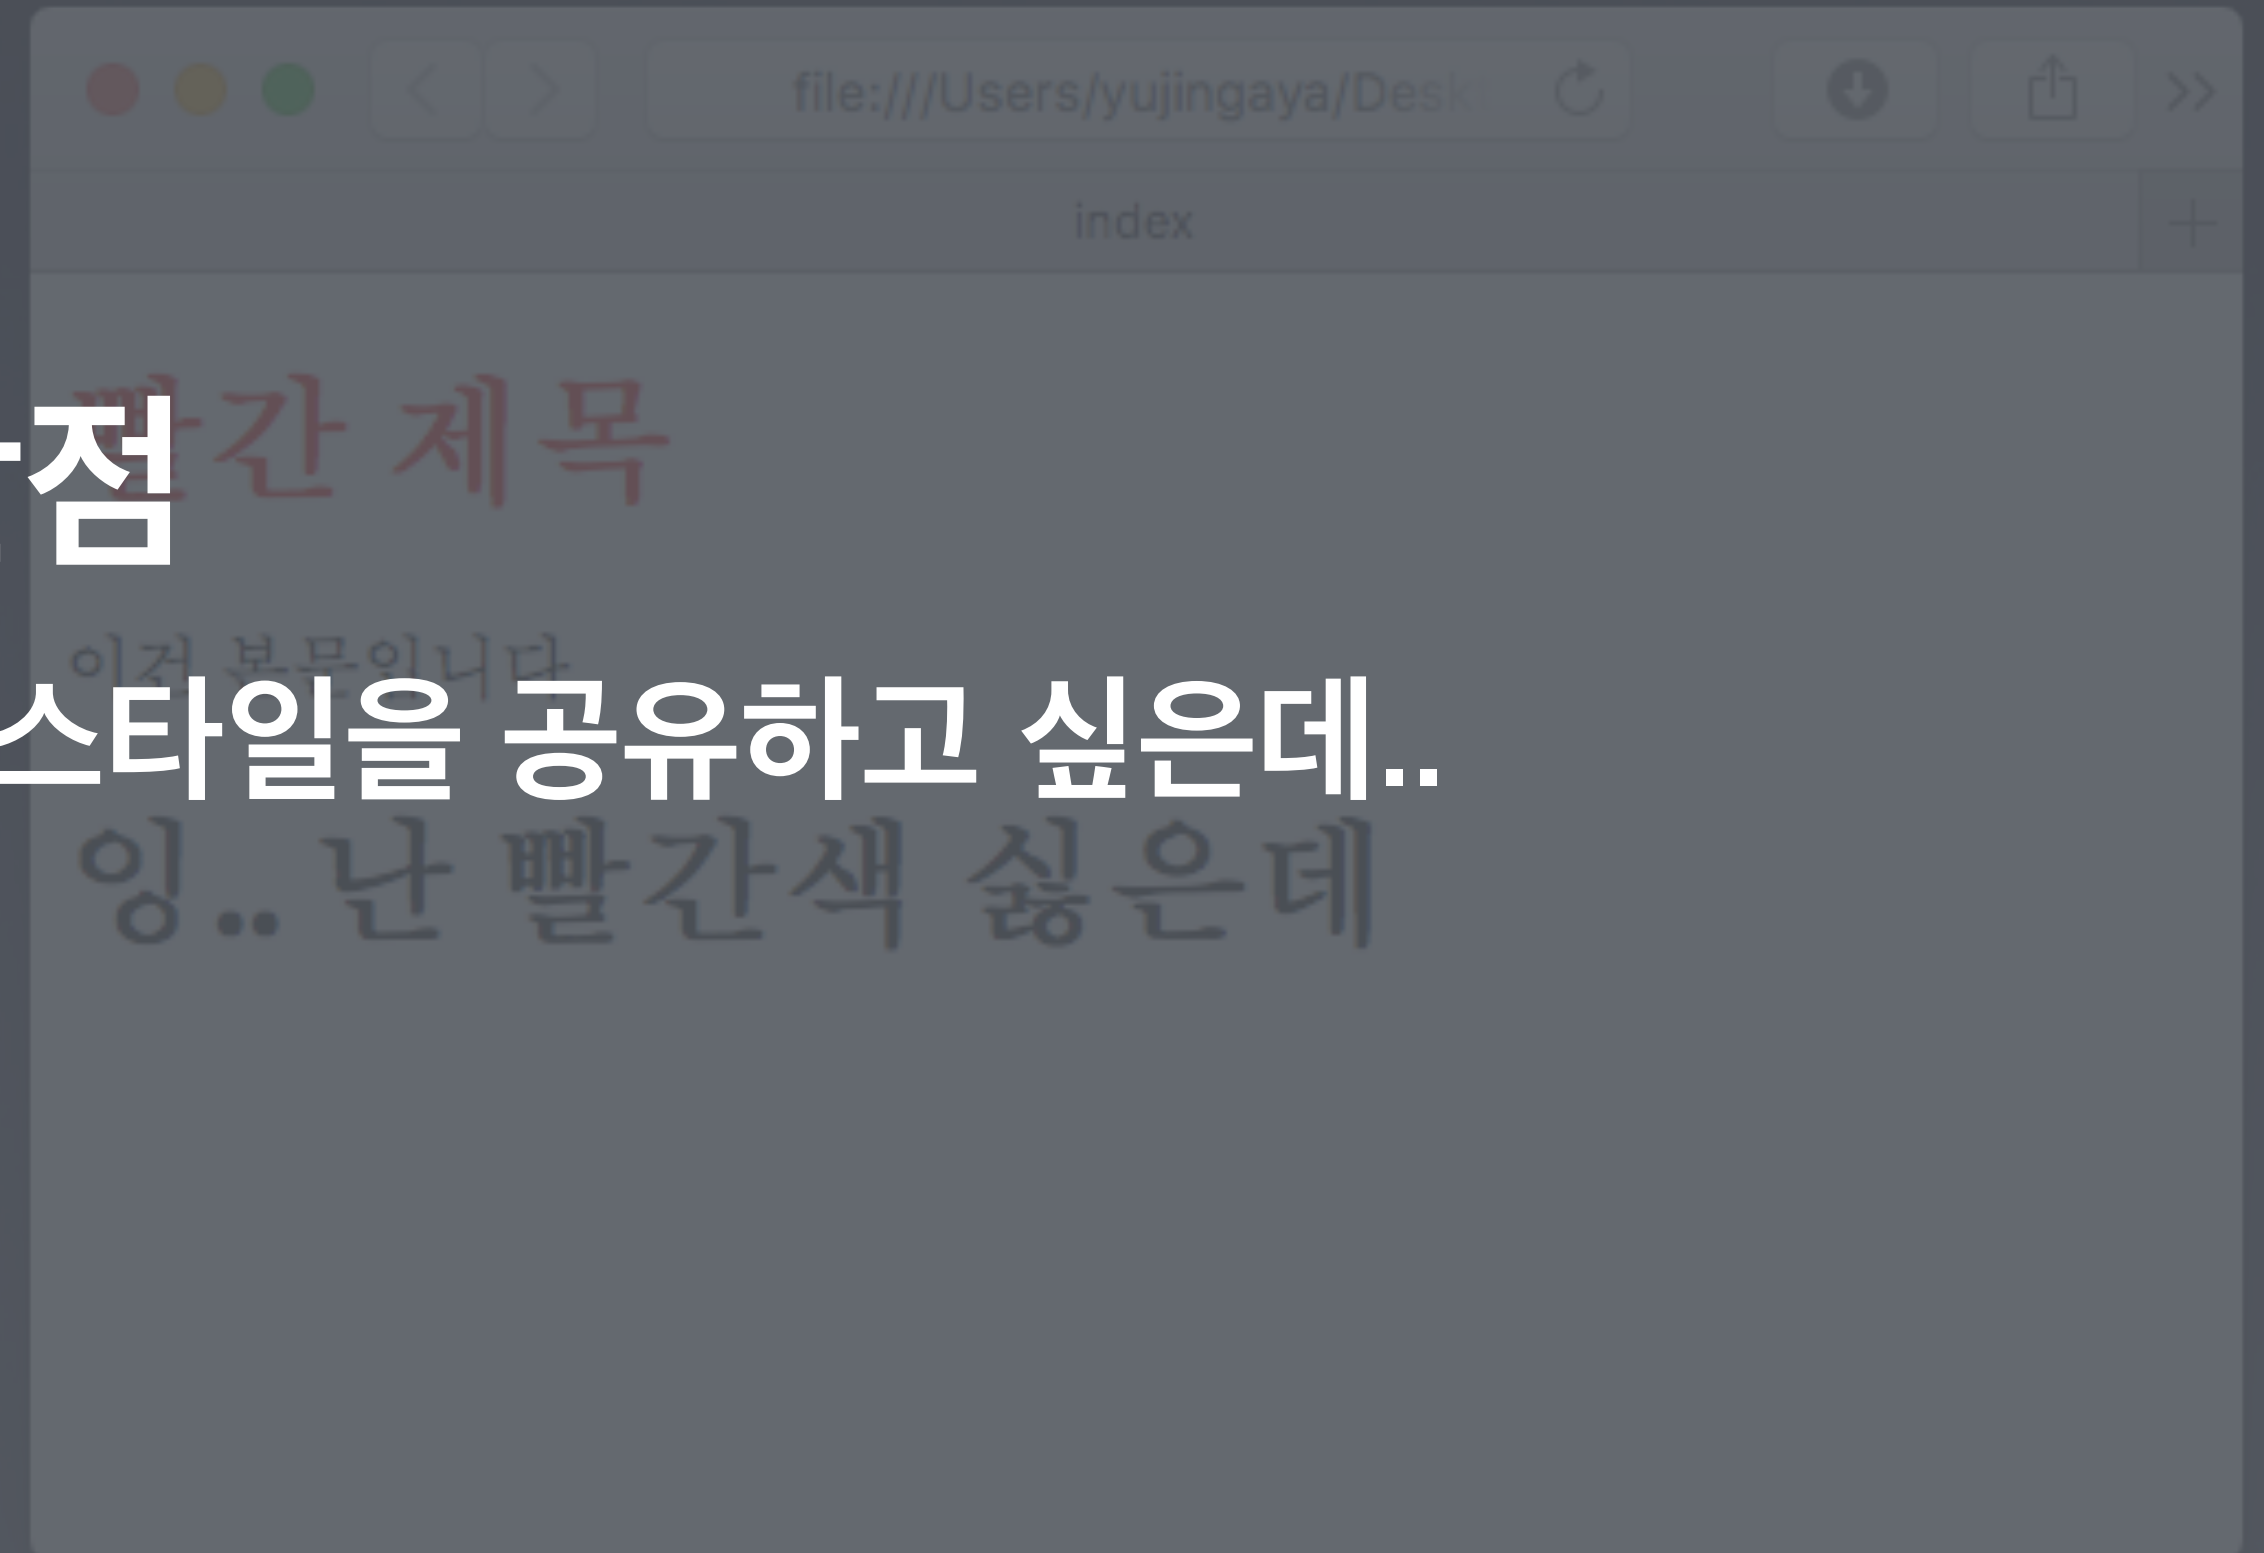 file:///Users/yujingaya/Desk
index
빨간 제목
점
이건 본문입니다
스타일을 공유하고 싶은데..
잉.. 난 빨간색 싫은데